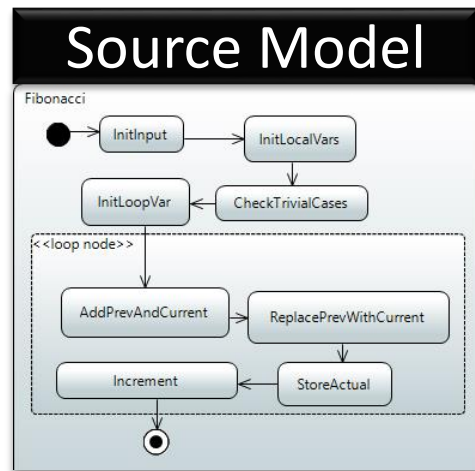 Source Model
Fibonacci
InitInput
InitLocalVars
InitLoopVar
CheckTrivialCases
<<loop node>>
AddPrevAndCurrent
ReplacePrevWithCurrent
Increment
StoreActual